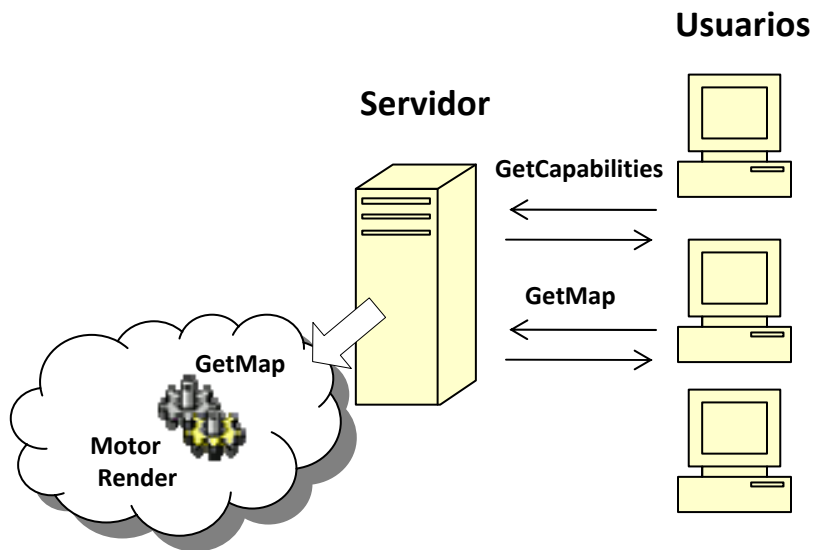 Usuarios
Servidor
GetCapabilities
GetMap
GetMap
Motor
Render